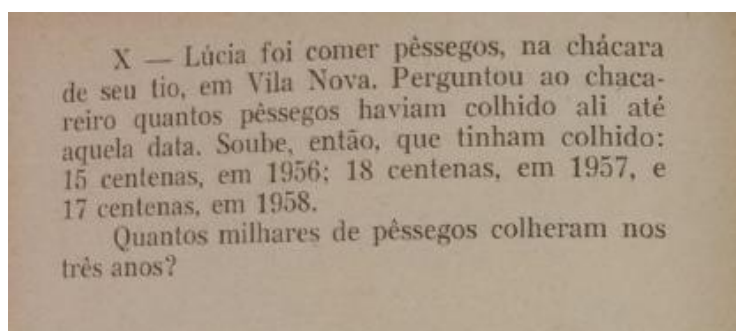 X — Lúcia foi comer pêssegos, na chácara
de seu tio, em Vila Nova. Perguntou ao chaca-
reiro quantos pêssegos haviam colhido ali até
aquela data. Soube, então, que tinham colhido:
15 centenas, em 1956; 18 centenas, em 1957, e
17 centenas, em 1958.
Quantos milhares de pêssegos colheram nos
três anos?